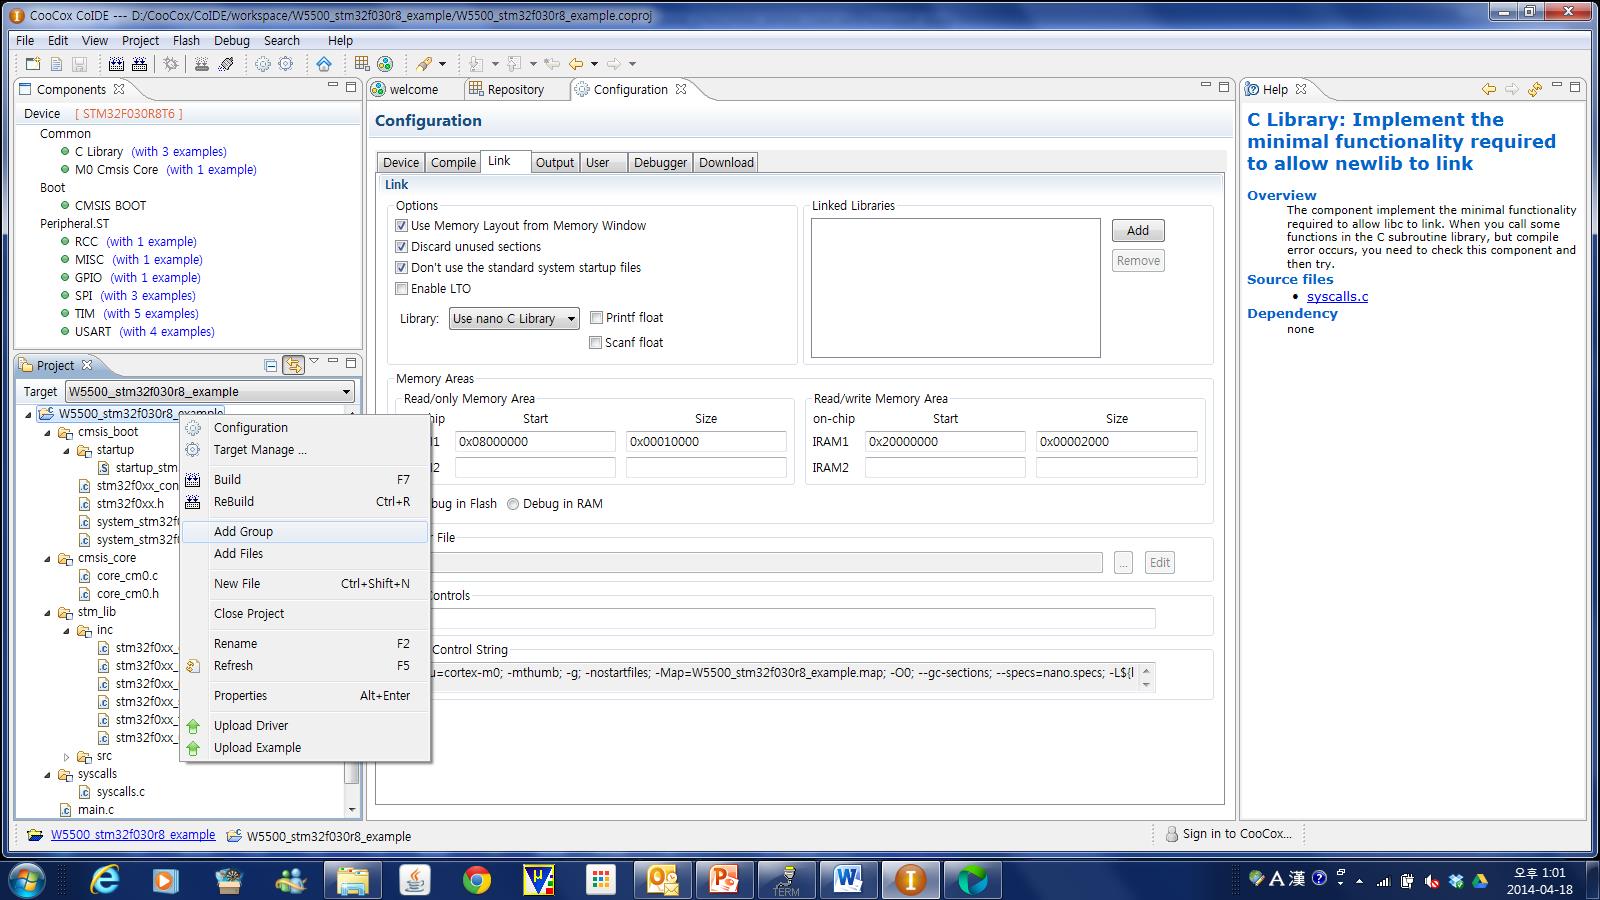 CooCox CoIDE --- D:/CooCox/CoIDE/workspace/W5500_stm32f030r8_example/W5500_stm32f030r8_example.coproj
File Edit View Project Flash Debug Search Help
Components
Device [ STM32F030R8T6 ]
Common
C Library (with 3 examples)
M0 Cmsis Core (with 1 example)
Boot
CMSIS BOOT
Peripheral.ST
RCC (with 1 example)
MISC (with 1 example)
GPIO (with 1 example)
SPI (with 3 examples)
TIM (with 5 examples)
USART (with 4 examples)
Project
Target W5500_stm32f030r8_example
W5500_stm32f030r8_example
cmsis_boot
startup
startup_stm
stm32f0xx_con
stm32f0xx.h
system_stm32f0
system_stm32f0
cmsis_core
core_cm0.c
core_cm0.h
stm_lib
inc
stm32f0xx_
stm32f0xx_
stm32f0xx_
stm32f0xx_
stm32f0xx_
stm32f0xx_
src
syscalls
syscalls.c
main.c
Configuration
Target Manage ...
Build F7
ReBuild Ctrl+R
Add Group
Add Files
New File Ctrl+Shift+N
Close Project
Rename F2
Refresh F5
Properties Alt+Enter
Upload Driver
Upload Example
welcome Repository Configuration
Configuration
Device Compile Link Output User Debugger Download
Link
Options
Use Memory Layout from Memory Window
Discard unused sections
Don't use the standard system startup files
Enable LTO
Library: Use nano C Library Printf float
Scanf float
Linked Libraries
Add
Remove
Memory Areas
Read/only Memory Area
hip Start Size
1 0x08000000 0x00010000
2
Read/write Memory Area
on-chip Start Size
IRAM1 0x20000000 0x00002000
IRAM2
bug in Flash Debug in RAM
r File
... Edit
ontrols
Control String
u=cortex-m0; -mthumb; -g; -nostartfiles; -Map=W5500_stm32f030r8_example.map; -O0; --gc-sections; --specs=nano.specs; -L${l
Help
C Library: Implement the
minimal functionality required
to allow newlib to link
Overview
The component implement the minimal functionality
required to allow libc to link. When you call some
functions in the C subroutine library, but compile
error occurs, you need to check this component and
then try.
Source files
syscalls.c
Dependency
none
W5500_stm32f030r8_example W5500_stm32f030r8_example
Sign in to CooCox...
TERM
A 漢
오후 1:01
2014-04-18